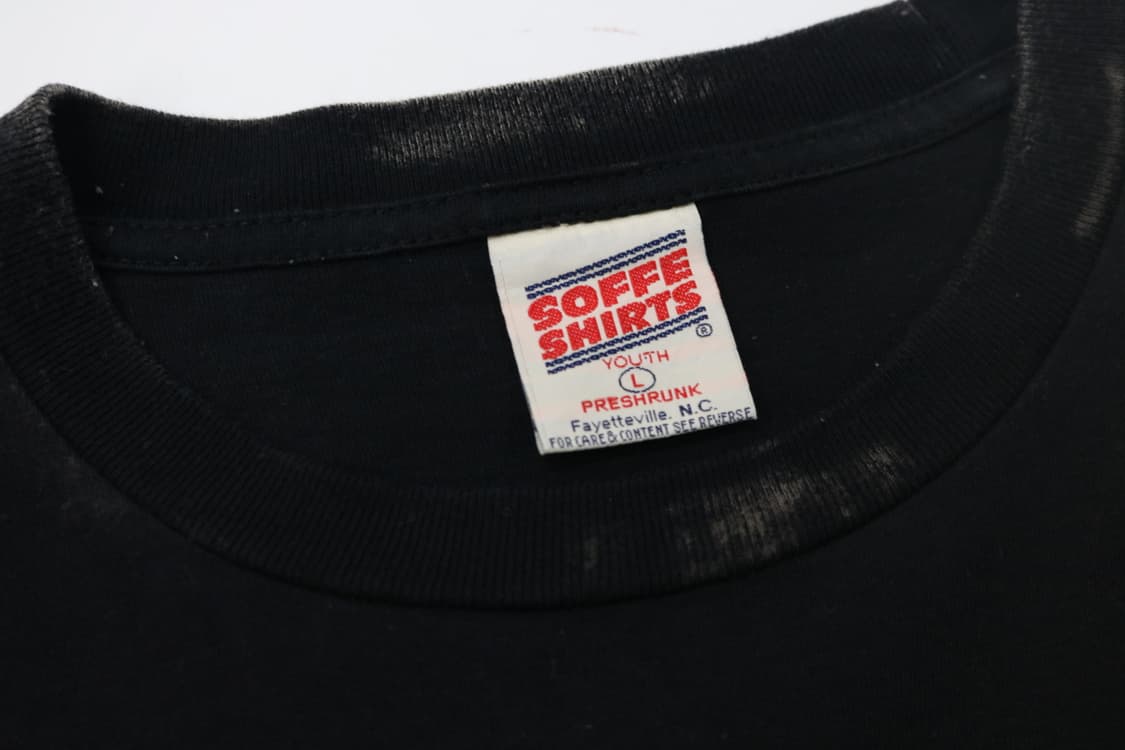 SOFFE
SHIRTS
®
YOUTH
L
PRESHRUNK
Fayetteville, N.C.
FOR CARE & CONTENT SEE REVERSE